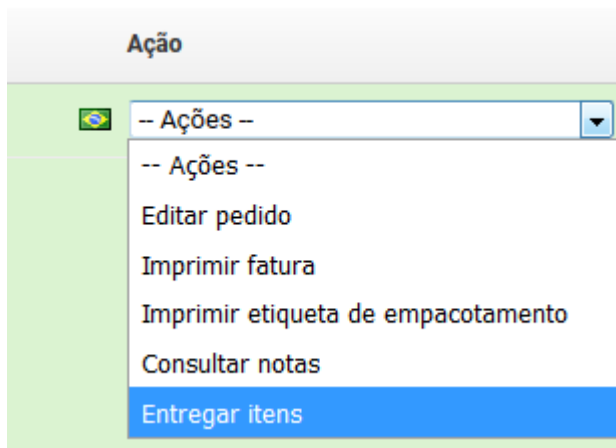 Ação
-- Ações --
-- Ações --
Editar pedido
Imprimir fatura
Imprimir etiqueta de empacotamento
Consultar notas
Entregar itens